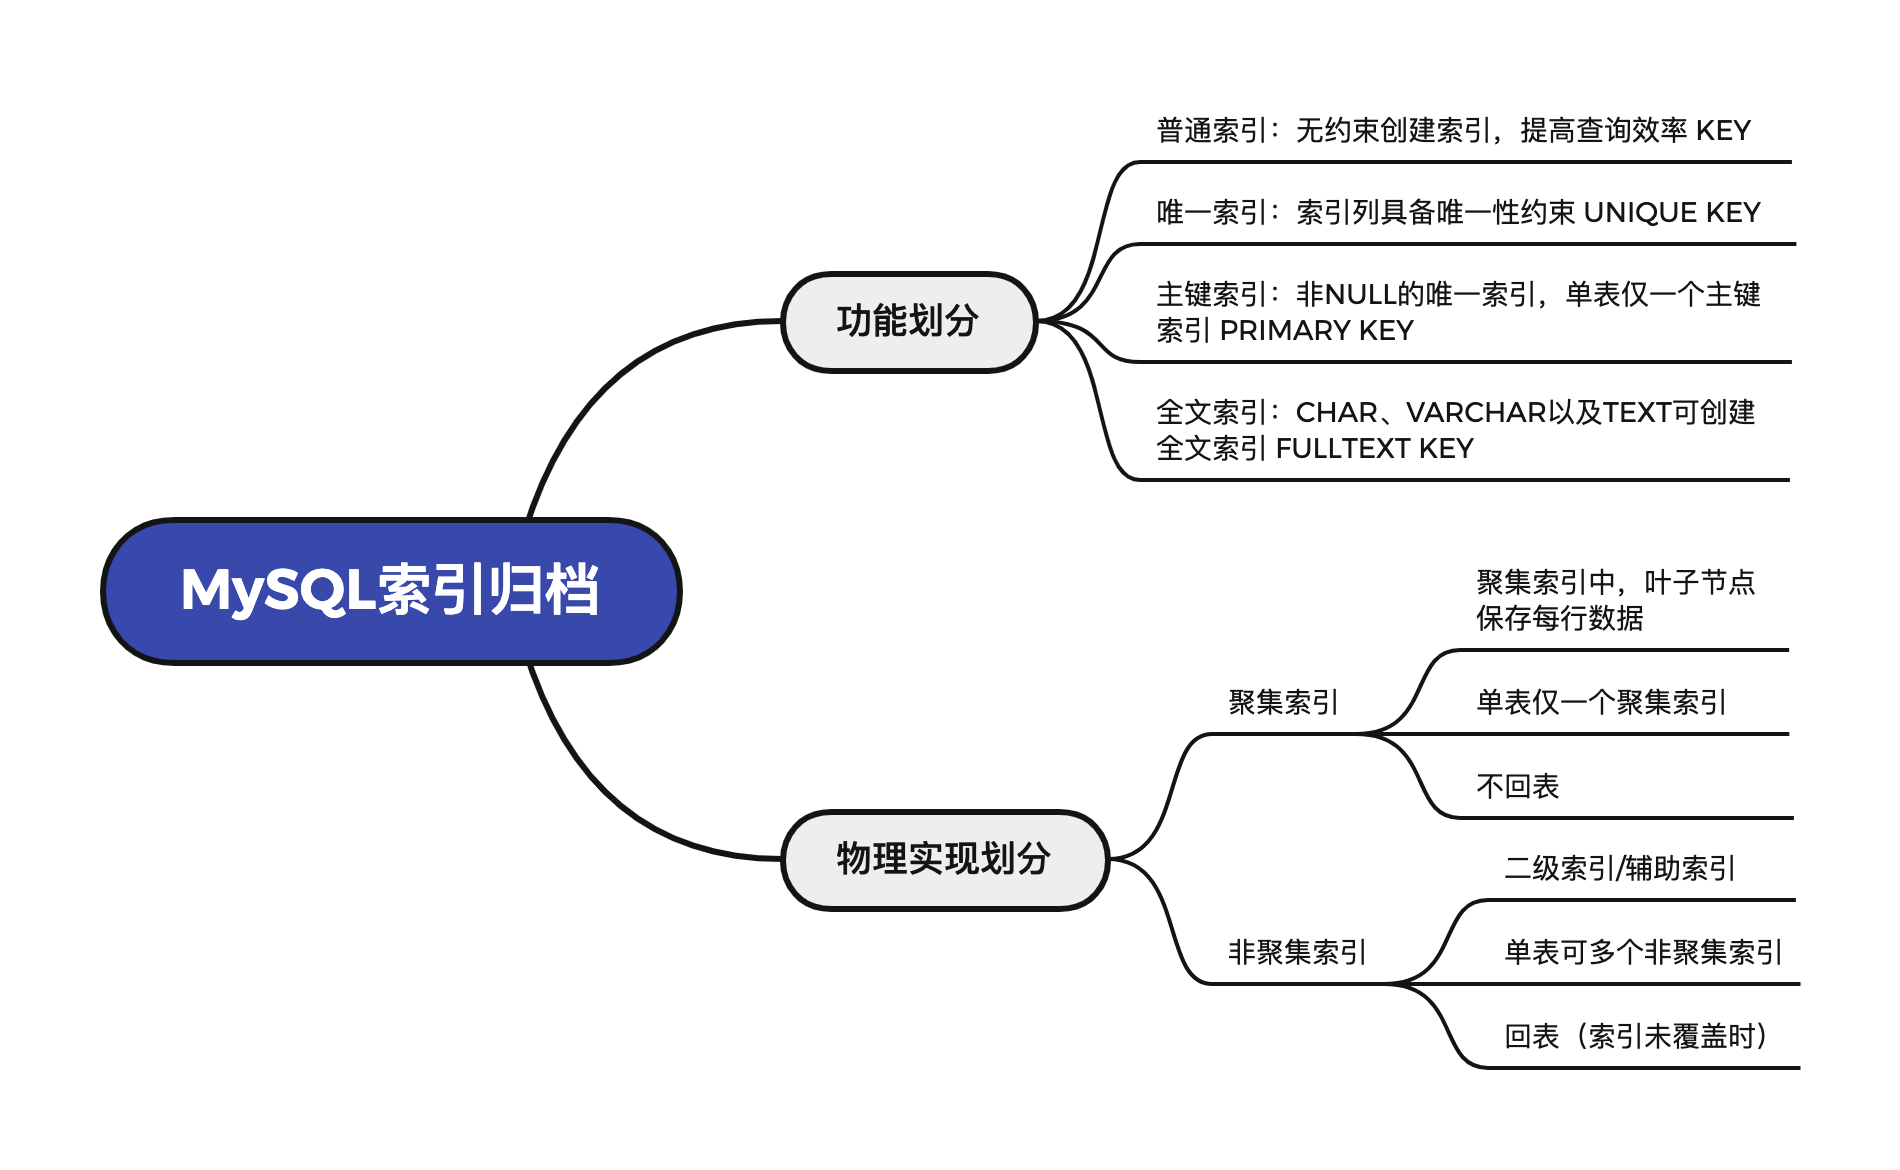 MySQL索引归档
功能划分
普通索引：无约束创建索引，提高查询效率 KEY
唯一索引：索引列具备唯一性约束 UNIQUE KEY
主键索引：非NULL的唯一索引，单表仅一个主键
索引 PRIMARY KEY
全文索引：CHAR、VARCHAR以及TEXT可创建
全文索引 FULLTEXT KEY
物理实现划分
聚集索引
聚集索引中，叶子节点
保存每行数据
单表仅一个聚集索引
不回表
非聚集索引
二级索引/辅助索引
单表可多个非聚集索引
回表（索引未覆盖时）